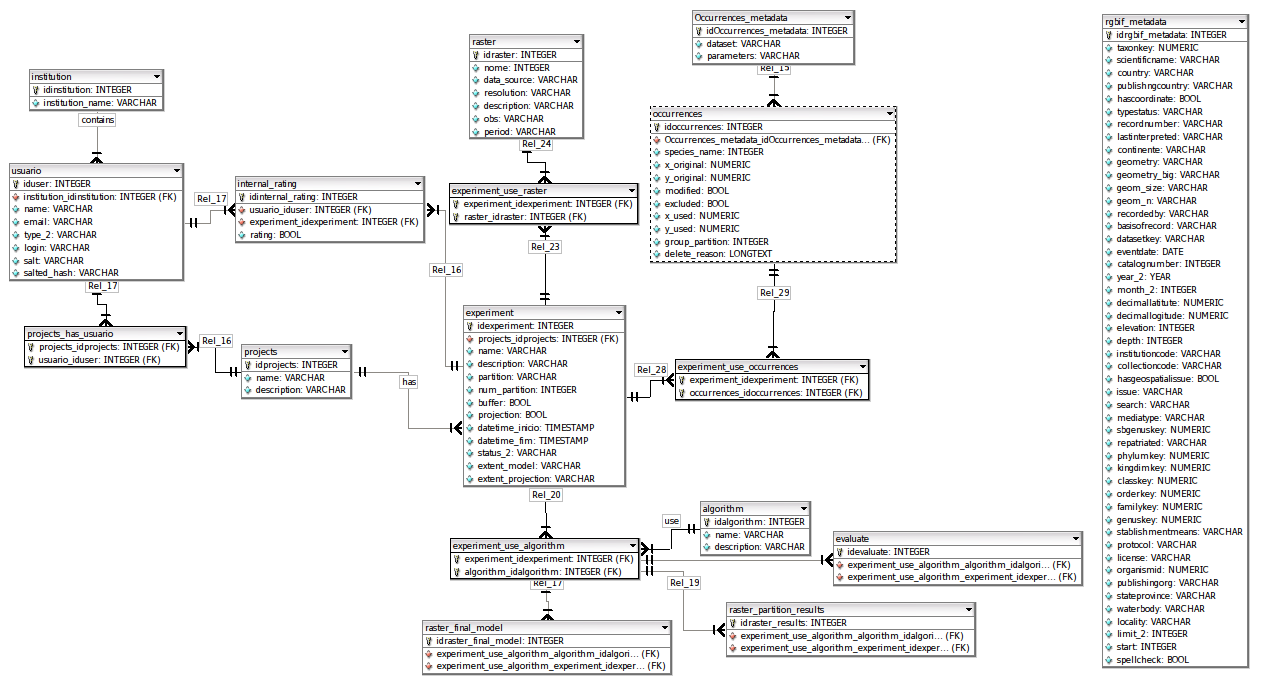 institution
idinstitution: INTEGER
institution_name: VARCHAR
contains
usuario
iduser: INTEGER
institution_idinstitution: INTEGER (FK)
name: VARCHAR
email: VARCHAR
type_2: VARCHAR
login: VARCHAR
salt: VARCHAR
salted_hash: VARCHAR
Rel_17
Rel_17
projects_has_usuario
projects_idprojects: INTEGER (FK)
usuario_iduser: INTEGER (FK)
Rel_16
internal_rating
idinternal_rating: INTEGER
usuario_iduser: INTEGER (FK)
experiment_idexperiment: INTEGER (FK)
rating: BOOL
Rel_16
projects
idprojects: INTEGER
name: VARCHAR
description: VARCHAR
has
raster
idraster: INTEGER
nome: INTEGER
data_source: VARCHAR
resolution: VARCHAR
description: VARCHAR
obs: VARCHAR
period: VARCHAR
Rel_24
experiment_use_raster
experiment_idexperiment: INTEGER (FK)
raster_idraster: INTEGER (FK)
Rel_23
experiment
idexperiment: INTEGER
projects_idprojects: INTEGER (FK)
name: VARCHAR
description: VARCHAR
partition: VARCHAR
num_partition: INTEGER
buffer: BOOL
projection: BOOL
datetime_inicio: TIMESTAMP
datetime_fim: TIMESTAMP
status_2: VARCHAR
extent_model: VARCHAR
extent_projection: VARCHAR
Rel_20
experiment_use_algorithm
experiment_idexperiment: INTEGER (FK)
algorithm_idalgorithm: INTEGER (FK)
Rel_17
raster_final_model
idraster_final_model: INTEGER
experiment_use_algorithm_algorithm_idalgori... (FK)
experiment_use_algorithm_experiment_idexper... (FK)
Occurrences_metadata
idOccurrences_metadata: INTEGER
dataset: VARCHAR
parameters: VARCHAR
Rel_15
occurrences
idoccurrences: INTEGER
Occurrences_metadata_idOccurrences_metadata... (FK)
species_name: INTEGER
x_original: NUMERIC
y_original: NUMERIC
modified: BOOL
excluded: BOOL
x_used: NUMERIC
y_used: NUMERIC
group_partition: INTEGER
delete_reason: LONGTEXT
Rel_29
Rel_28
experiment_use_occurrences
experiment_idexperiment: INTEGER (FK)
occurrences_idoccurrences: INTEGER (FK)
use
algorithm
idalgorithm: INTEGER
name: VARCHAR
description: VARCHAR
evaluate
idevaluate: INTEGER
experiment_use_algorithm_algorithm_idalgori... (FK)
experiment_use_algorithm_experiment_idexper... (FK)
Rel_19
raster_partition_results
idraster_results: INTEGER
experiment_use_algorithm_algorithm_idalgori... (FK)
experiment_use_algorithm_experiment_idexper... (FK)
rgbif_metadata
idrgbif_metadata: INTEGER
taxonkey: NUMERIC
scientificname: VARCHAR
country: VARCHAR
publishngcountry: VARCHAR
hascoordinate: BOOL
typestatus: VARCHAR
recordnumber: VARCHAR
lastinterpreted: VARCHAR
continente: VARCHAR
geometry: VARCHAR
geometry_big: VARCHAR
geom_size: VARCHAR
geom_n: VARCHAR
recordedby: VARCHAR
basisofrecord: VARCHAR
datasetkey: VARCHAR
eventdate: DATE
catalognumber: INTEGER
year_2: YEAR
month_2: INTEGER
decimallatitute: NUMERIC
decimallogitude: NUMERIC
elevation: INTEGER
depth: INTEGER
institutioncode: VARCHAR
collectioncode: VARCHAR
hasgeospatialissue: BOOL
issue: VARCHAR
search: VARCHAR
mediatype: VARCHAR
sbgenuskey: NUMERIC
repatriated: VARCHAR
phylumkey: NUMERIC
kingdimkey: NUMERIC
classkey: NUMERIC
orderkey: NUMERIC
familykey: NUMERIC
genuskey: NUMERIC
stablishmentmeans: VARCHAR
protocol: VARCHAR
license: VARCHAR
organismid: NUMERIC
publishingorg: VARCHAR
stateprovince: VARCHAR
waterbody: VARCHAR
locality: VARCHAR
limit_2: INTEGER
start: INTEGER
spellcheck: BOOL